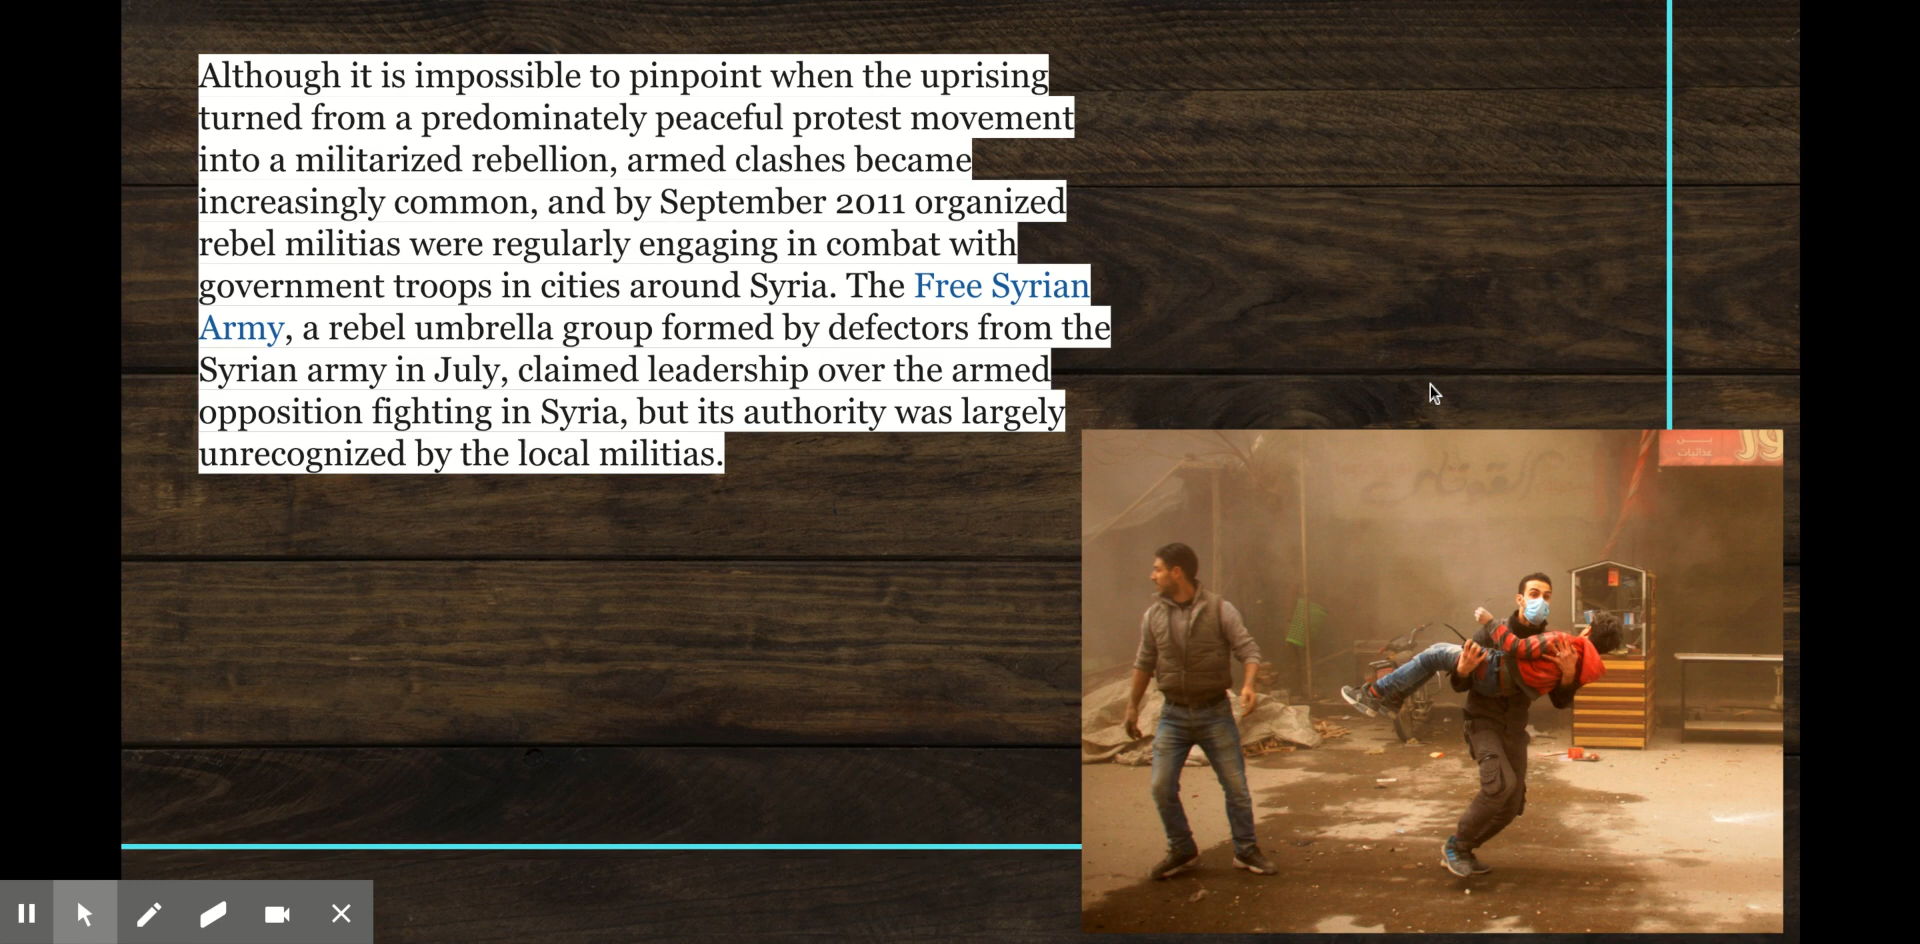 Although it is impossible to pinpoint when the uprising
turned from a predominately peaceful protest movement
into a militarized rebellion, armed clashes became
increasingly common, and by September 2011 organized
rebel militias were regularly engaging in combat with
government troops in cities around Syria. The Free Syrian
Army, a rebel umbrella group formed by defectors from the
Syrian army in July, claimed leadership over the armed
opposition fighting in Syria, but its authority was largely
unrecognized by the local militias.
غذائيات